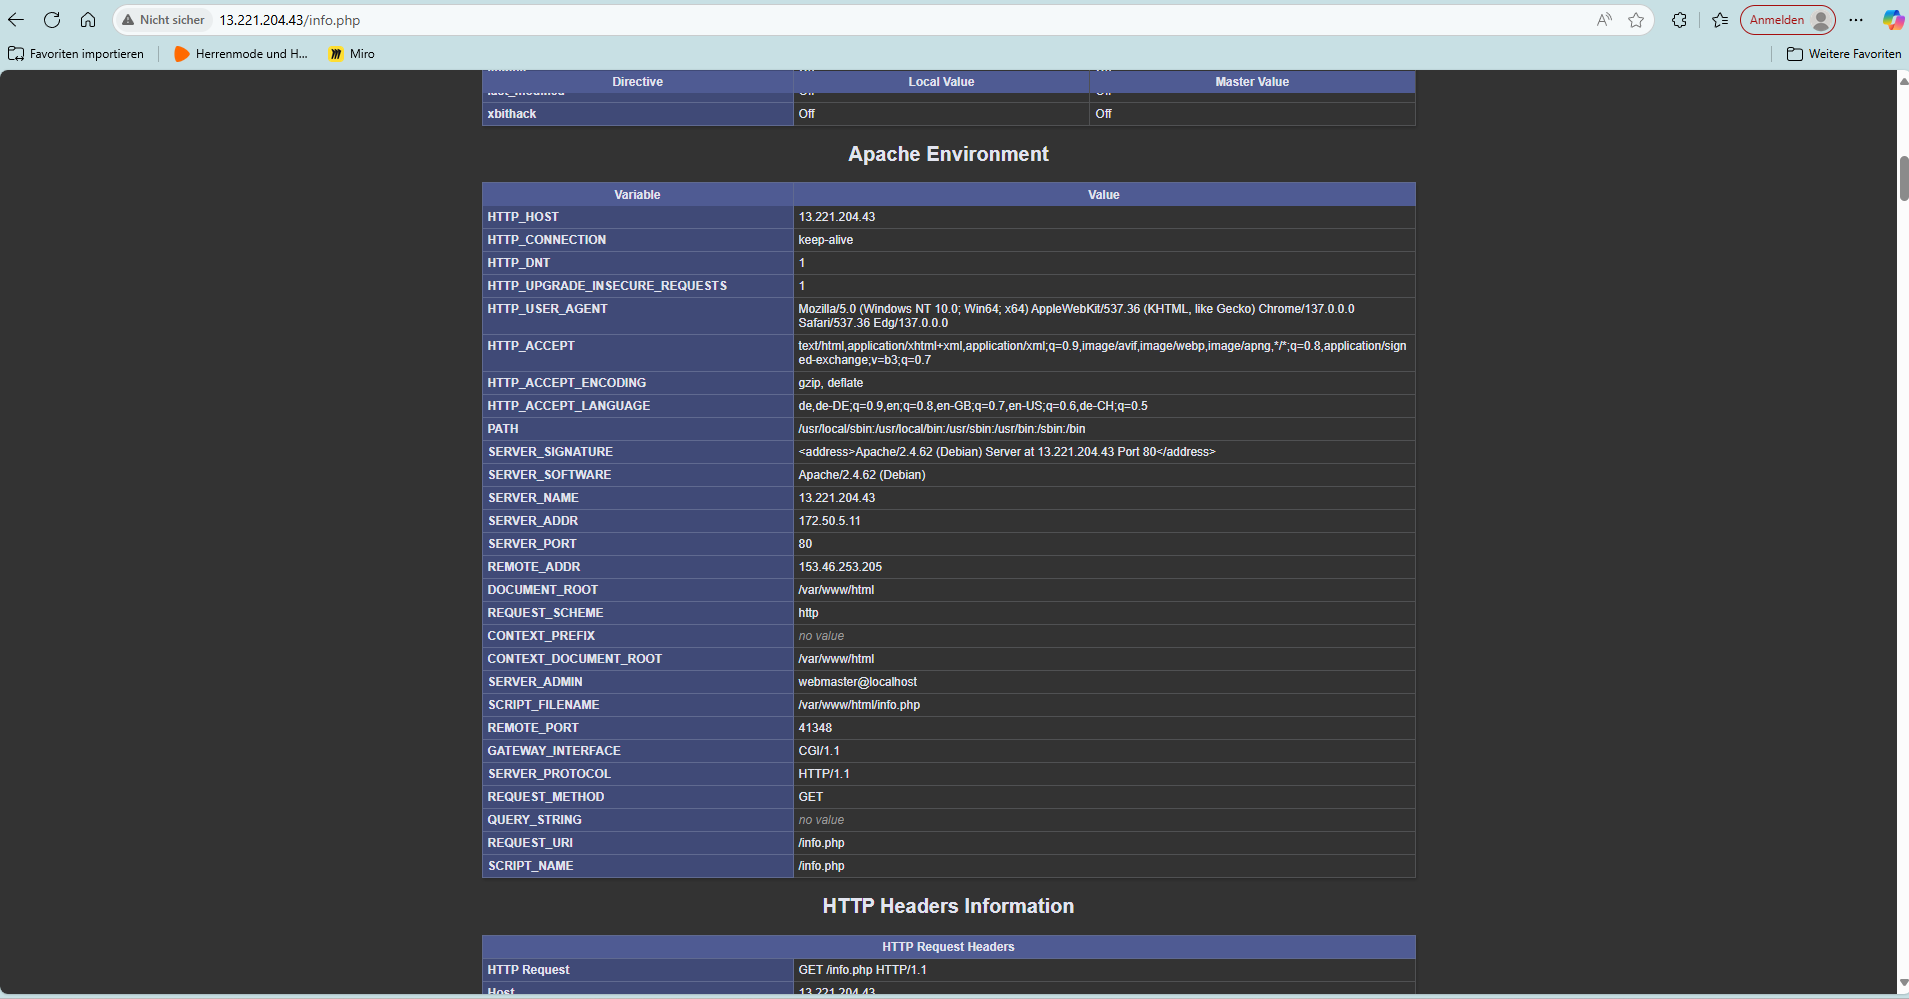 Nicht sicher 13.221.204.43/info.php Anmelden
Favoriten importieren Herrenmode und H... Miro Weitere Favoriten
Directive Local Value Master Value
xbithack Off Off
Apache Environment
Variable Value
HTTP_HOST 13.221.204.43
HTTP_CONNECTION keep-alive
HTTP_DNT 1
HTTP_UPGRADE_INSECURE_REQUESTS 1
HTTP_USER_AGENT Mozilla/5.0 (Windows NT 10.0; Win64; x64) AppleWebKit/537.36 (KHTML, like Gecko) Chrome/137.0.0.0
Safari/537.36 Edg/137.0.0.0
HTTP_ACCEPT text/html,application/xhtml+xml,application/xml;q=0.9,image/avif,image/webp,image/apng,*/*;q=0.8,application/sign
ed-exchange;v=b3;q=0.7
HTTP_ACCEPT_ENCODING gzip, deflate
HTTP_ACCEPT_LANGUAGE de,de-DE;q=0.9,en;q=0.8,en-GB;q=0.7,en-US;q=0.6,de-CH;q=0.5
PATH /usr/local/sbin:/usr/local/bin:/usr/sbin:/usr/bin:/sbin:/bin
SERVER_SIGNATURE <address>Apache/2.4.62 (Debian) Server at 13.221.204.43 Port 80</address>
SERVER_SOFTWARE Apache/2.4.62 (Debian)
SERVER_NAME 13.221.204.43
SERVER_ADDR 172.50.5.11
SERVER_PORT 80
REMOTE_ADDR 153.46.253.205
DOCUMENT_ROOT /var/www/html
REQUEST_SCHEME http
CONTEXT_PREFIX no value
CONTEXT_DOCUMENT_ROOT /var/www/html
SERVER_ADMIN webmaster@localhost
SCRIPT_FILENAME /var/www/html/info.php
REMOTE_PORT 41348
GATEWAY_INTERFACE CGI/1.1
SERVER_PROTOCOL HTTP/1.1
REQUEST_METHOD GET
QUERY_STRING no value
REQUEST_URI /info.php
SCRIPT_NAME /info.php
HTTP Headers Information
HTTP Request Headers
HTTP Request GET /info.php HTTP/1.1
Host 13.221.204.43